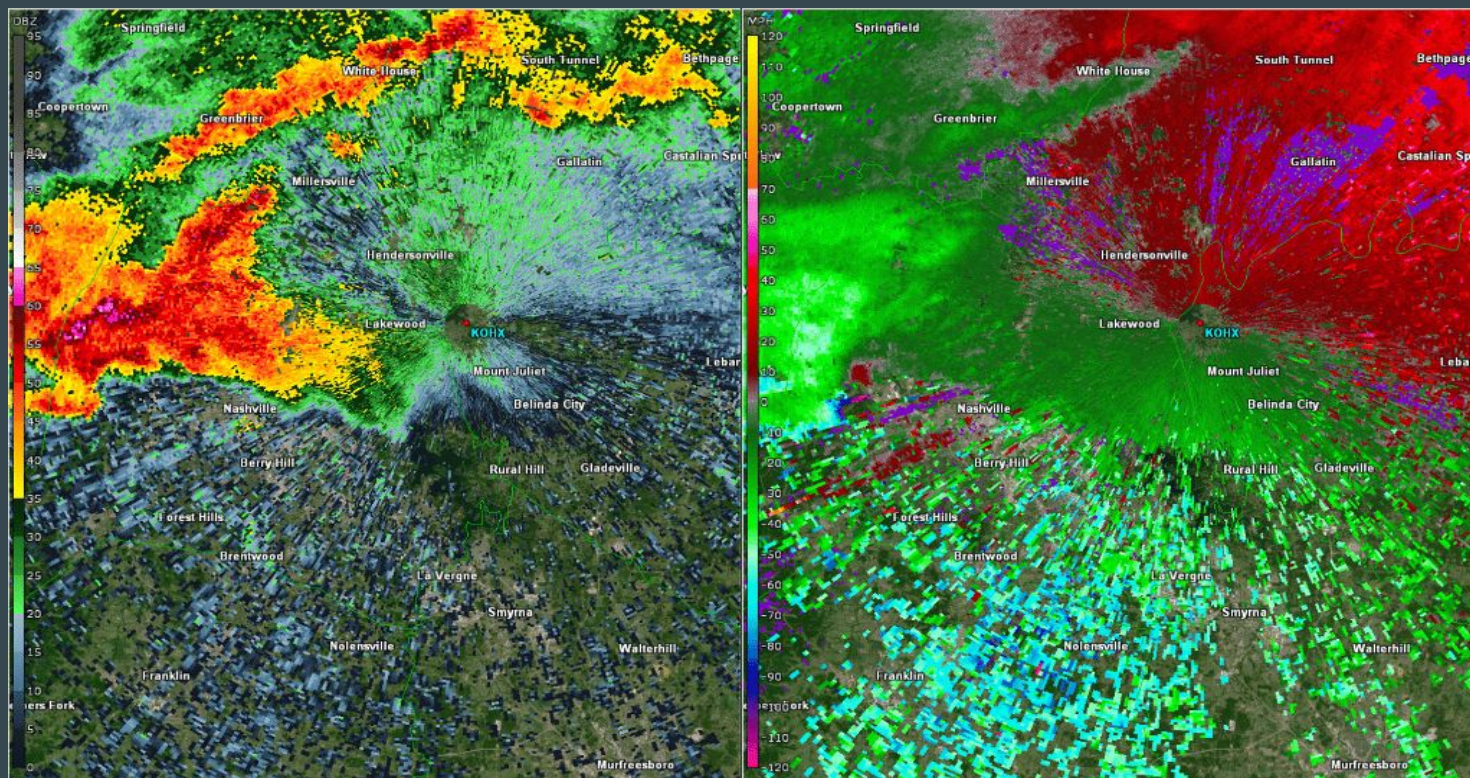 DBZ
95
90
85
80
75
70
65
60
55
50
45
40
35
30
25
20
15
10
5
0
Springfield
White House
South Tunnel
Bethpage
Coopertown
Greenbrier
Gallatin
Castalian Spr
Millersville
Hendersonville
Lakewood
KOHX
Lebar
Mount Juliet
Belinda City
Nashville
Berry Hill
Rural Hill
Gladeville
Forest Hills
Brentwood
La Vergne
Smyrna
Nolensville
Walterhill
Franklin
ers Fork
Murfreesboro
MPH
120
110
100
90
80
70
60
50
40
30
20
10
0
-10
-20
-30
-40
-50
-60
-70
-80
-90
-100
-110
-120
Springfield
White House
South Tunnel
Bethpage
Coopertown
Greenbrier
Gallatin
Castalian Sp
Millersville
Hendersonville
Lakewood
KOHX
Leba
Mount Juliet
Belinda City
Nashville
Berry Hill
Rural Hill
Gladeville
Forest Hills
Brentwood
La Vergne
Smyrna
Nolensville
Walterhill
Franklin
Fork
Murfreesboro